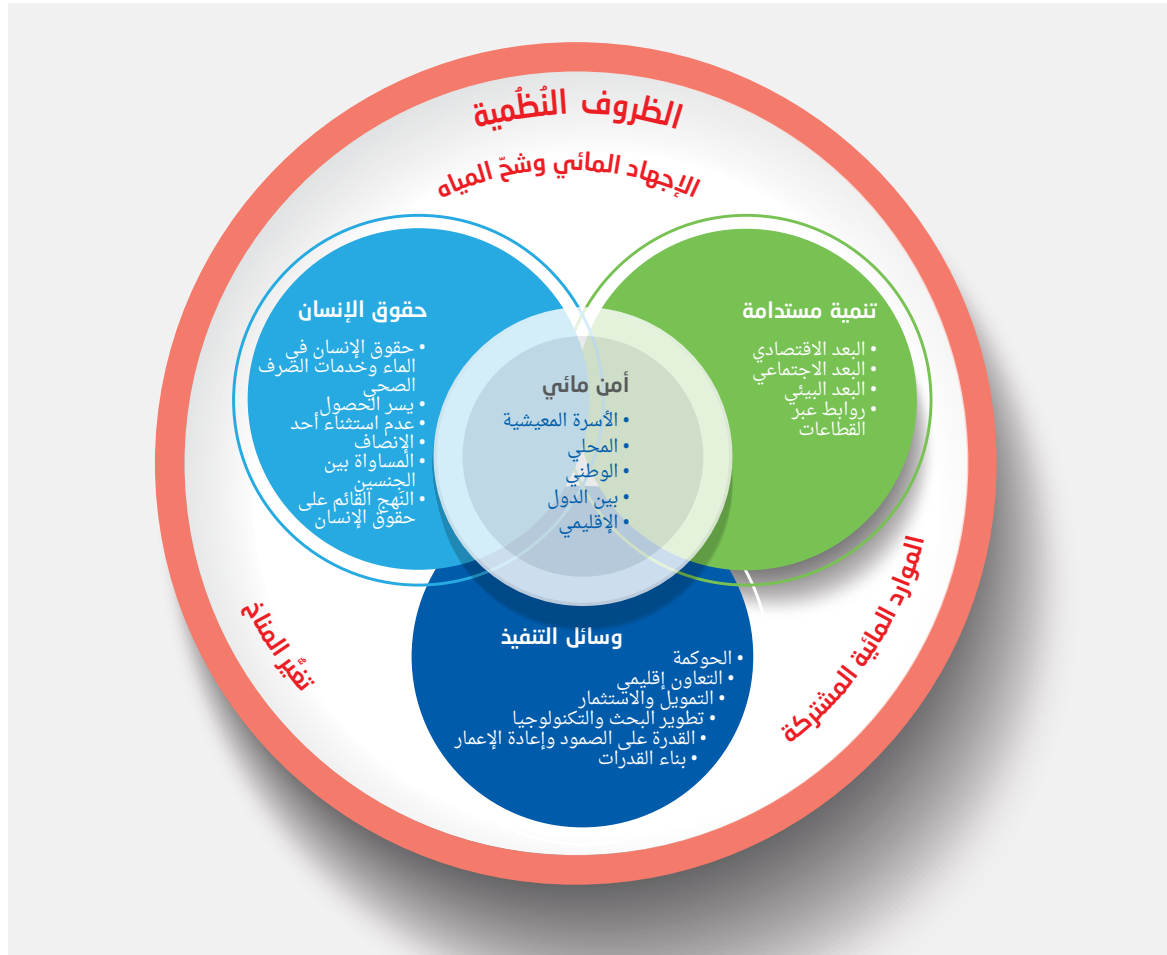 الظروف النُظُمية
الإجهاد المائي وشحّ المياه
تنمية مستدامة
• البعد الاقتصادي
• البعد الاجتماعي
• البعد البيئي
• روابط عبر
القطاعات
حقوق الإنسان
• حقوق الإنسان في
الماء وخدمات الصرف
الصحي
• يسر الحصول
• عدم استثناء أحد
• الإنصاف
• المساواة بين
الجنسين
• النَهج القائم على
حقوق الإنسان
أمن مائي
• الأسرة المعيشية
• المحلي
• الوطني
• بين الدول
• الإقليمي
وسائل التنفيذ
• الحوكمة
• التعاون إقليمي
• التمويل والاستثمار
• تطوير البحث والتكنولوجيا
• القدرة على الصمود وإعادة الإعمار
• بناء القدرات
الموارد المائية المشتركة
تغيُّر المناخ